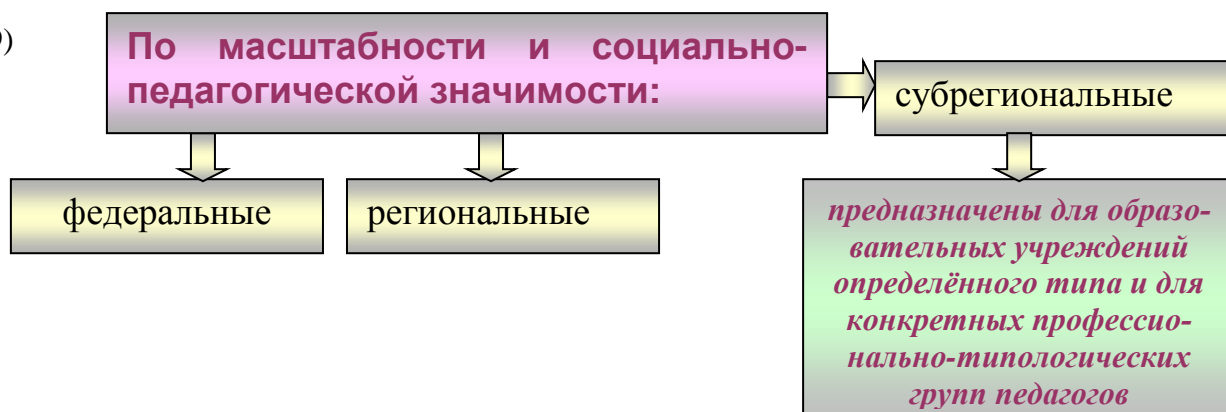 По масштабности и социально-
педагогической значимости:
субрегиональные
федеральные
региональные
предназначены для образо-
вательных учреждений
определённого типа и для
конкретных профессио-
нально-типологических
групп педагогов